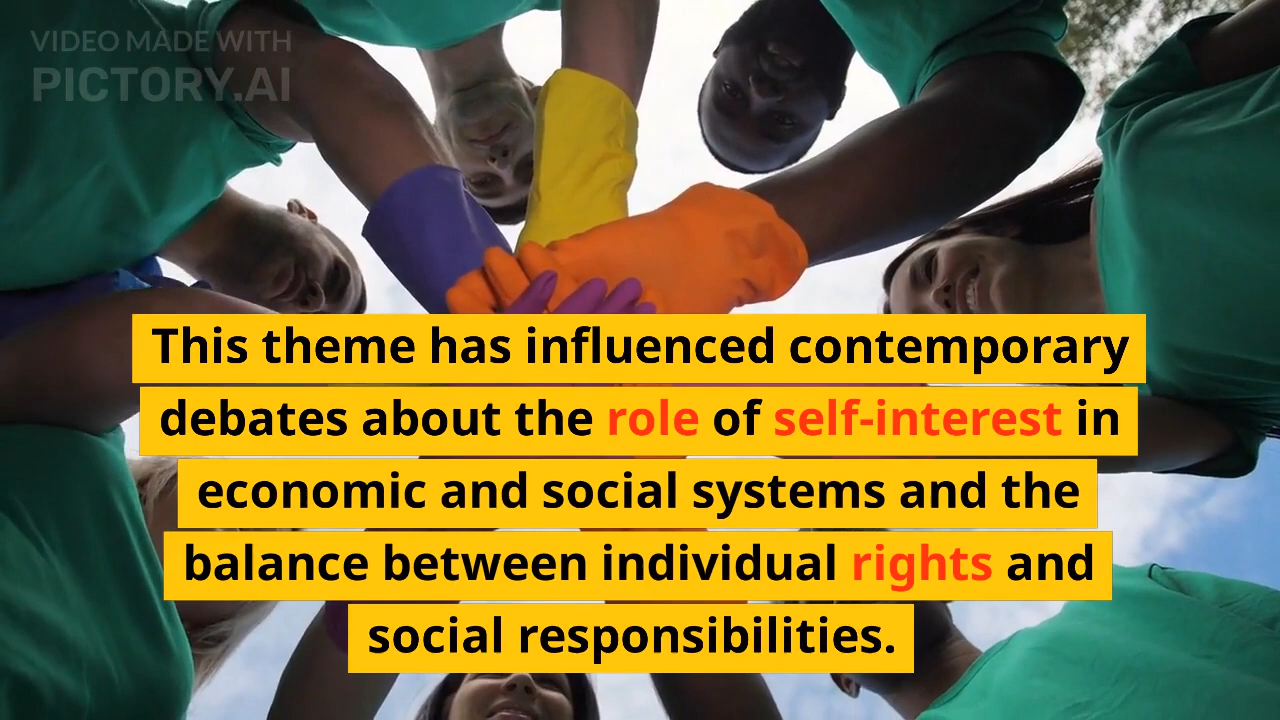 VIDEO MADE WITH
PICTORY.AI
This theme has influenced contemporary
debates about the role of self-interest in
economic and social systems and the
balance between individual rights and
social responsibilities.